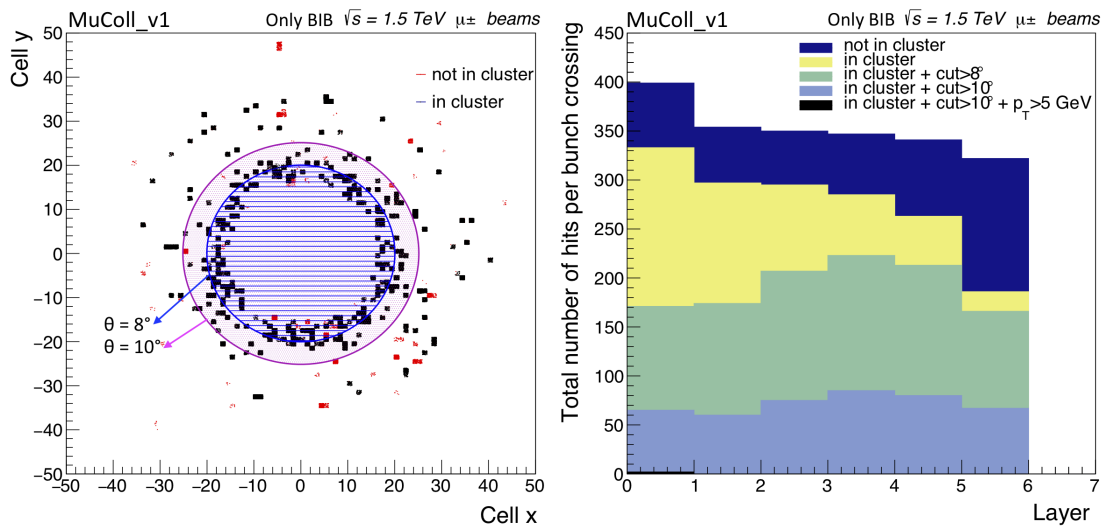 MuColl_v1
Only BIB √s = 1.5 TeV μ± beams
Cell y
50
40
30
20
10
0
−10
−20
−30
−40
−50
not in cluster
in cluster
θ = 8°
θ = 10°
−50 −40 −30 −20 −10 0 10 20 30 40 50
Cell x
MuColl_v1
Only BIB √s = 1.5 TeV μ± beams
Total number of hits per bunch crossing
450
400
350
300
250
200
150
100
50
0
not in cluster
in cluster
in cluster + cut>8°
in cluster + cut>10°
in cluster + cut>10° + pT>5 GeV
0 1 2 3 4 5 6 7
Layer